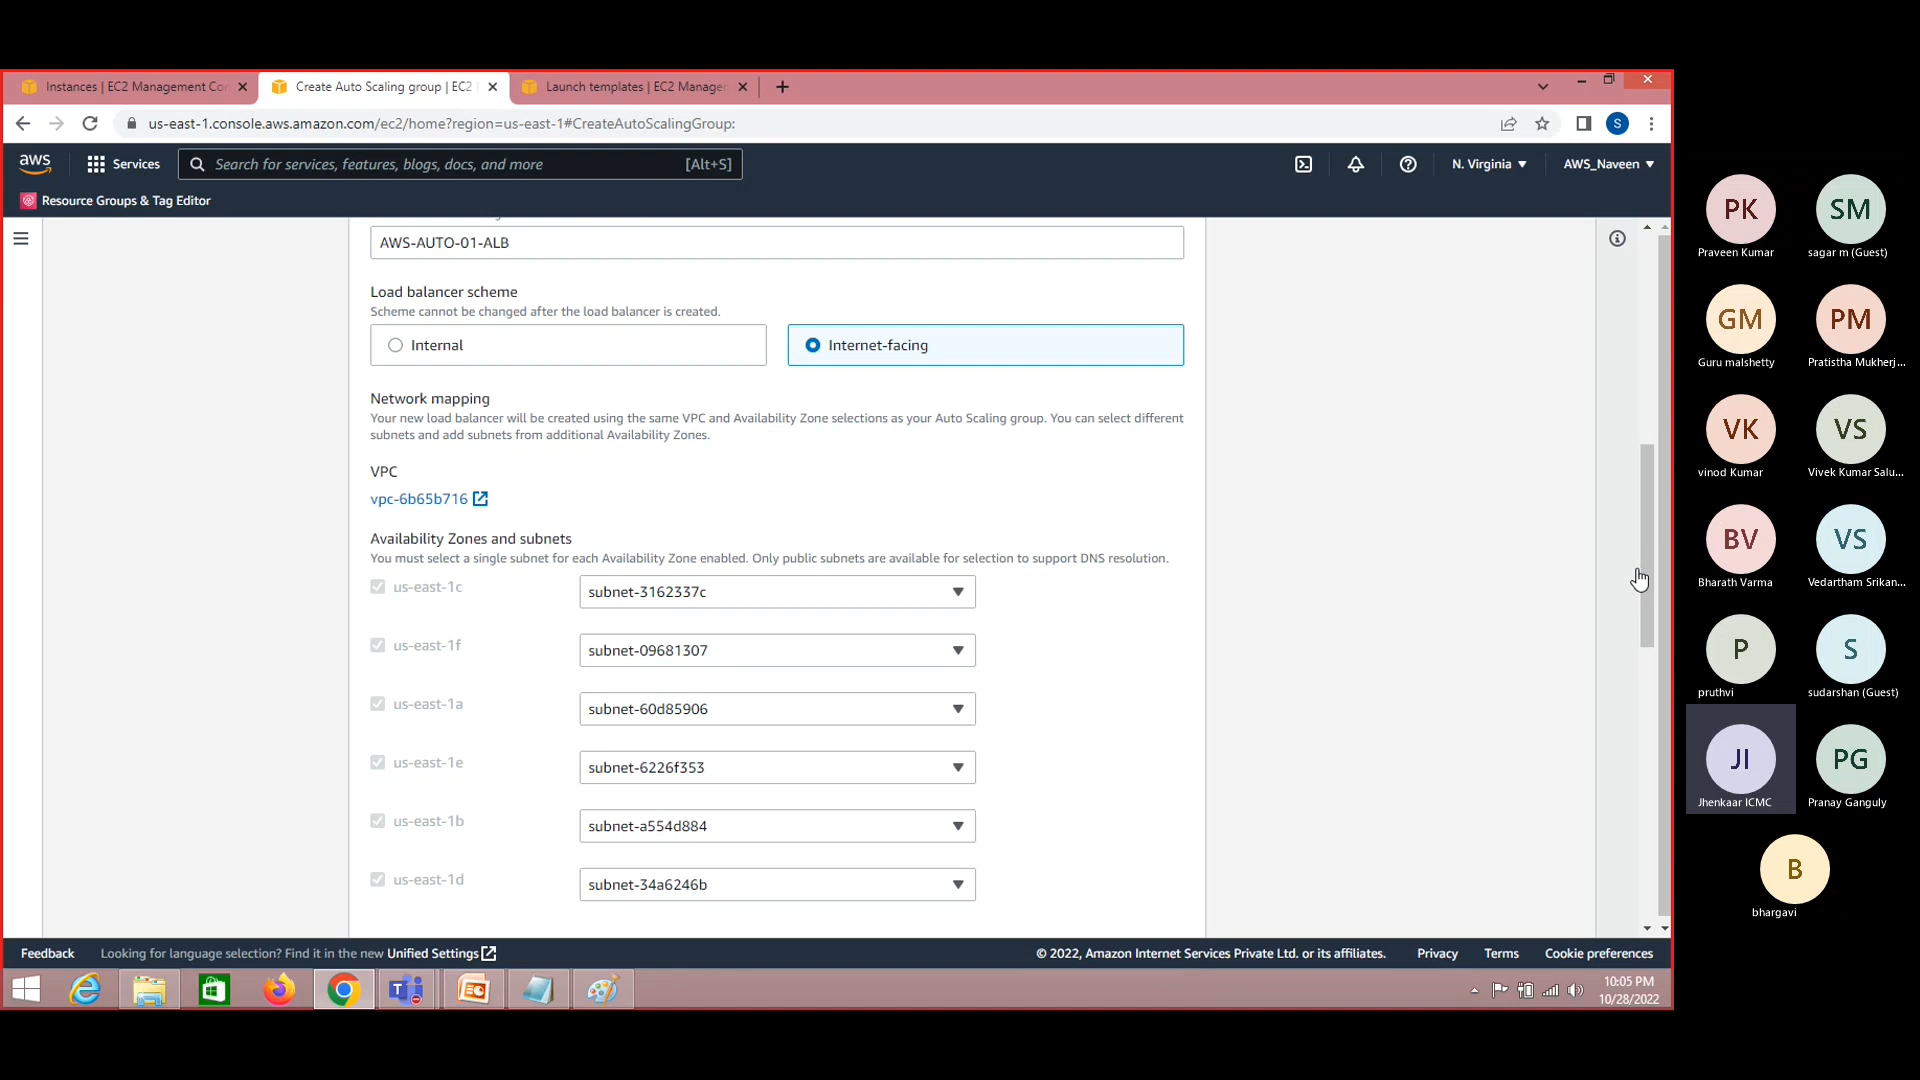 Instances | EC2 Management Con
Create Auto Scaling group | EC2
Launch templates | EC2 Manage
us-east-1.console.aws.amazon.com/ec2/home?region=us-east-1#CreateAutoScalingGroup:
S
aws
Services
Search for services, features, blogs, docs, and more
[Alt+S]
N. Virginia
AWS_Naveen
Resource Groups & Tag Editor
AWS-AUTO-01-ALB
Load balancer scheme
Scheme cannot be changed after the load balancer is created.
Internal
Internet-facing
Network mapping
Your new load balancer will be created using the same VPC and Availability Zone selections as your Auto Scaling group. You can select different
subnets and add subnets from additional Availability Zones.
VPC
vpc-6b65b716
Availability Zones and subnets
You must select a single subnet for each Availability Zone enabled. Only public subnets are available for selection to support DNS resolution.
us-east-1c
subnet-3162337c
us-east-1f
subnet-09681307
us-east-1a
subnet-60d85906
us-east-1e
subnet-6226f353
us-east-1b
subnet-a554d884
us-east-1d
subnet-34a6246b
Feedback
Looking for language selection? Find it in the new Unified Settings
© 2022, Amazon Internet Services Private Ltd. or its affiliates.
Privacy
Terms
Cookie preferences
10:05 PM
10/28/2022
PK
Praveen Kumar
SM
sagar m (Guest)
GM
Guru malshetty
PM
Pratistha Mukherj...
VK
vinod Kumar
VS
Vivek Kumar Salu...
BV
Bharath Varma
VS
Vedartham Srikan...
P
pruthvi
S
sudarshan (Guest)
JI
Jhenkaar ICMC
PG
Pranay Ganguly
B
bhargavi